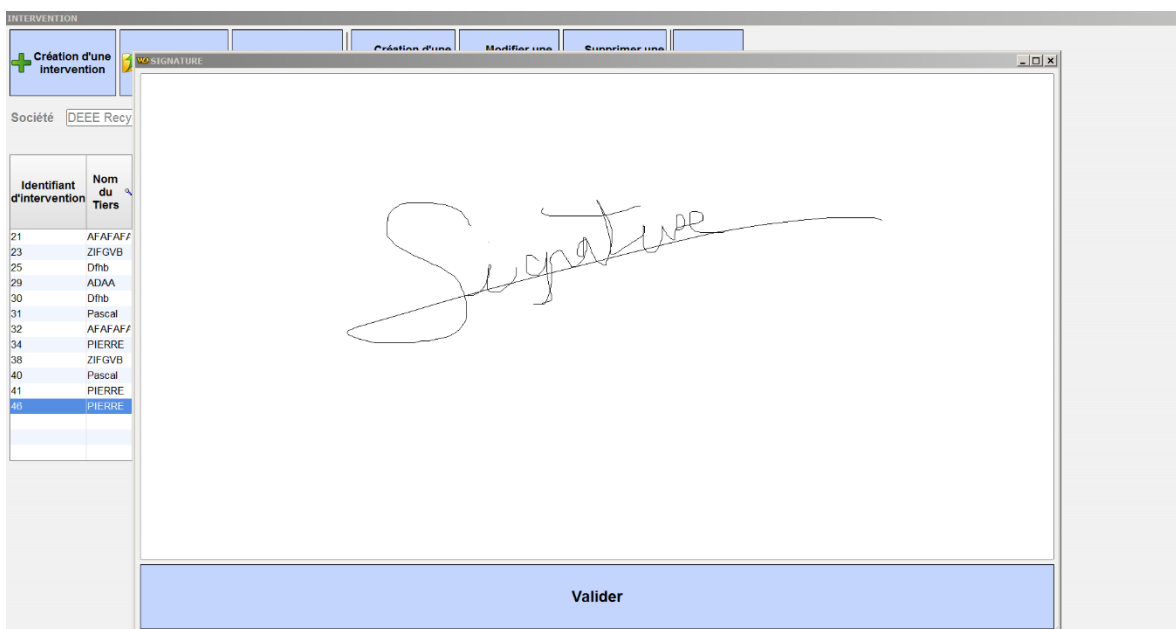 INTERVENTION
Création d'une
intervention
Création d'une
Modifier une
Supprimer une
SIGNATURE
Société DEEE Recy
Identifiant
d'intervention
Nom
du
Tiers
21 AFAFAFA
23 ZIFGVB
25 Dfhb
29 ADAA
30 Dfhb
31 Pascal
32 AFAFAFA
34 PIERRE
38 ZIFGVB
40 Pascal
41 PIERRE
46 PIERRE
Signature
Valider